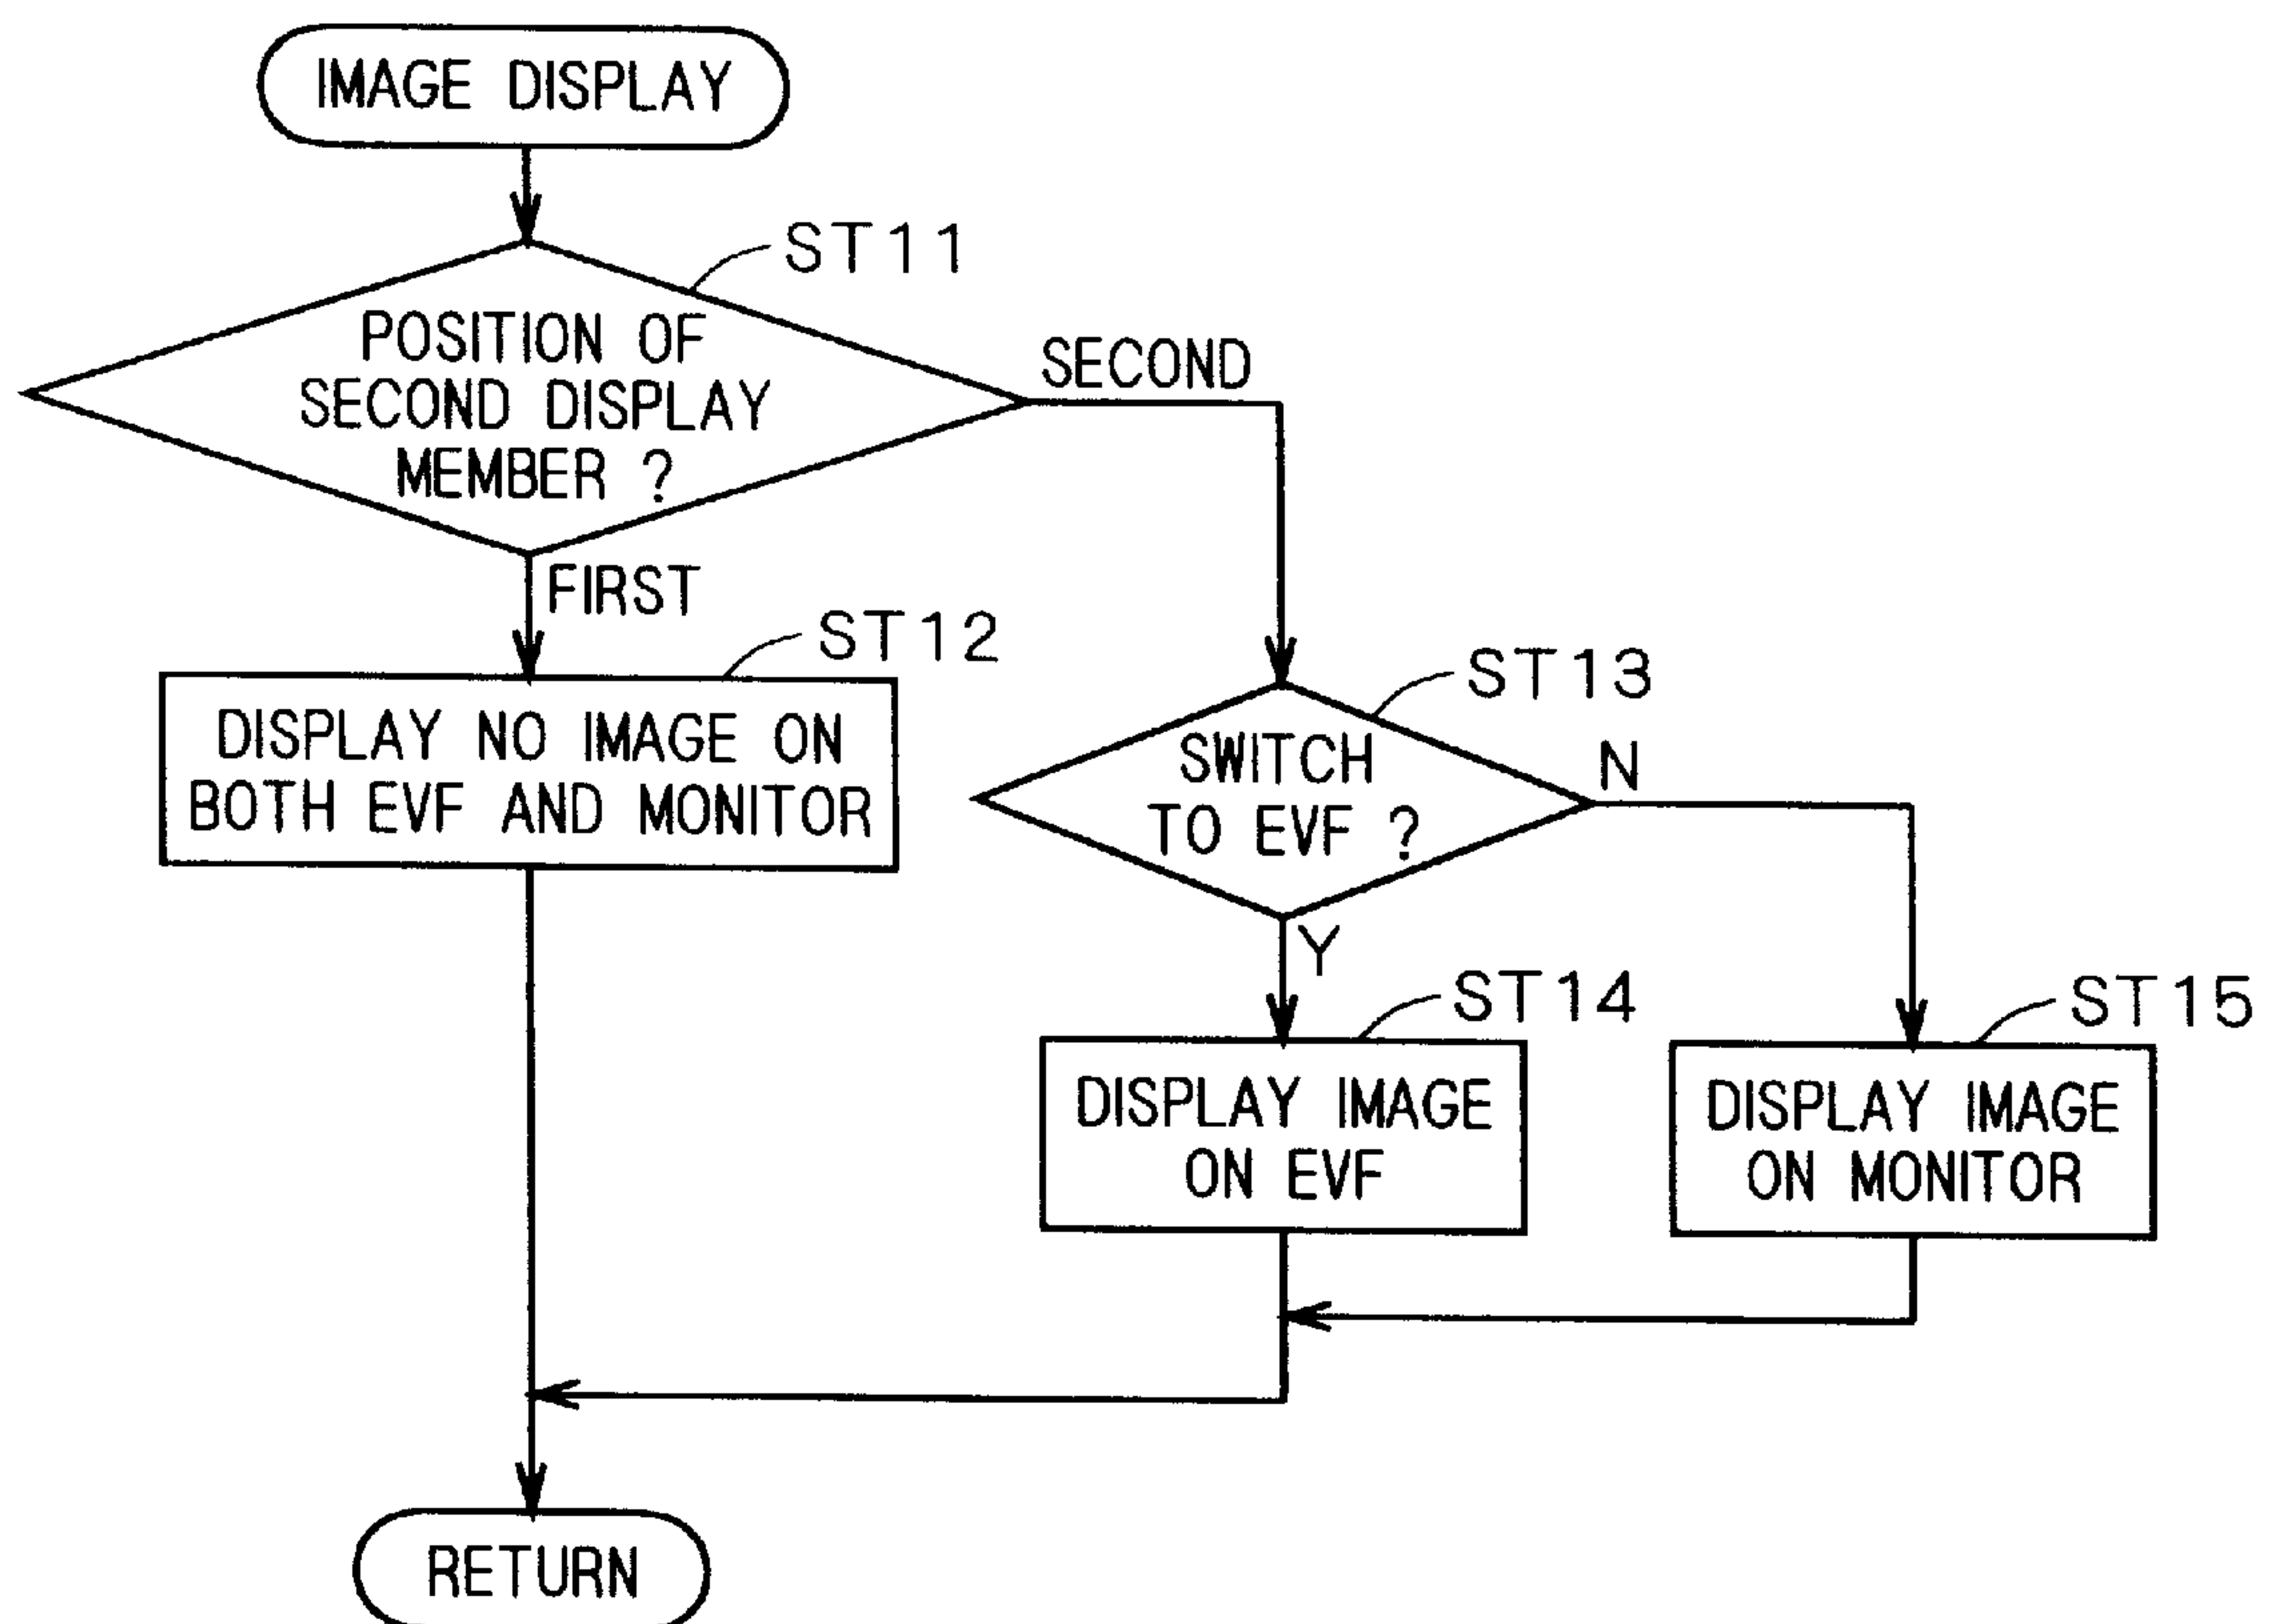 IMAGE DISPLAY
ST11
POSITION OF
SECOND DISPLAY
MEMBER ?
SECOND
FIRST
ST12
DISPLAY NO IMAGE ON
BOTH EVF AND MONITOR
ST13
SWITCH
TO EVF ?
N
Y
ST14
DISPLAY IMAGE
ON EVF
ST15
DISPLAY IMAGE
ON MONITOR
RETURN